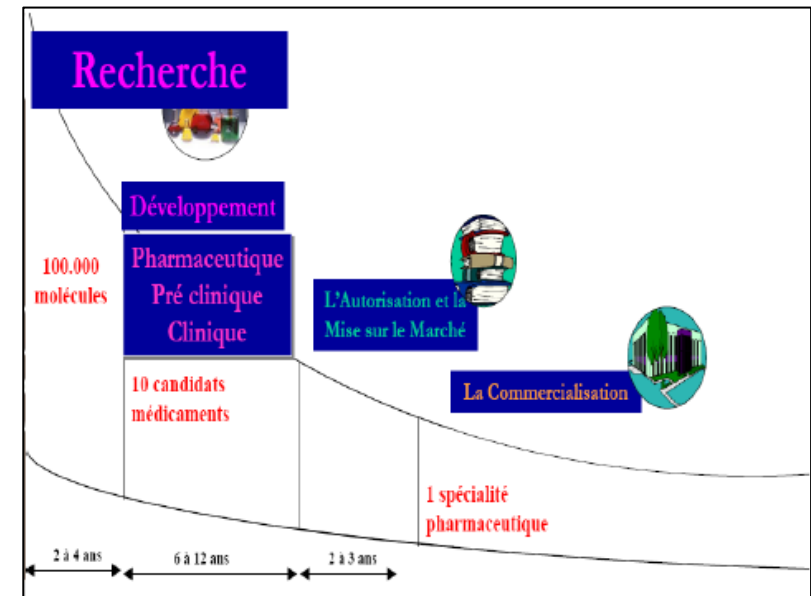 Recherche
Développement
Pharmaceutique
Pré clinique
Clinique
100.000
molécules
L'Autorisation et la
Mise sur le Marché
10 candidats
médicaments
La Commercialisation
1 spécialité
pharmaceutique
2 à 4 ans
6 à 12 ans
2 à 3 ans